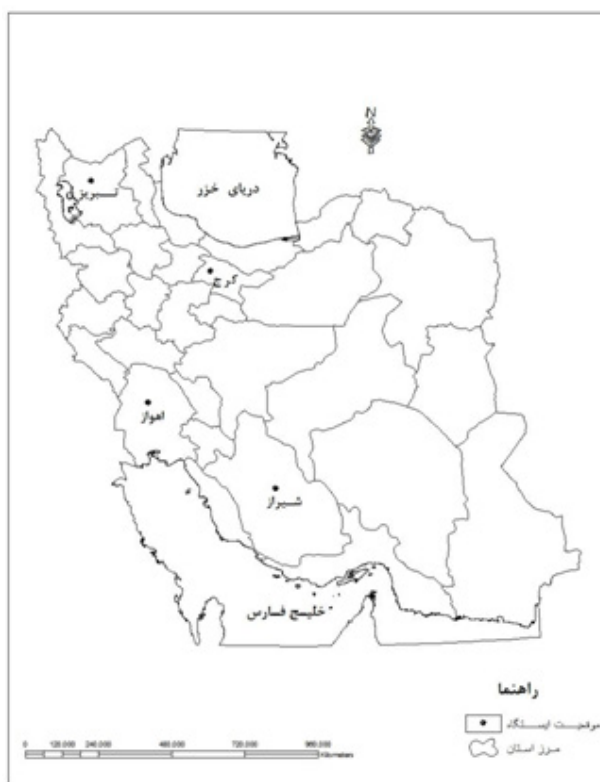 N
دریای خزر
تبریز
کرج
اهواز
شیراز
خلیج فارس
راهنما
موقعیت ایستگاه
مرز استان
0 120,000 240,000 480,000 720,000 960,000
Kilometers